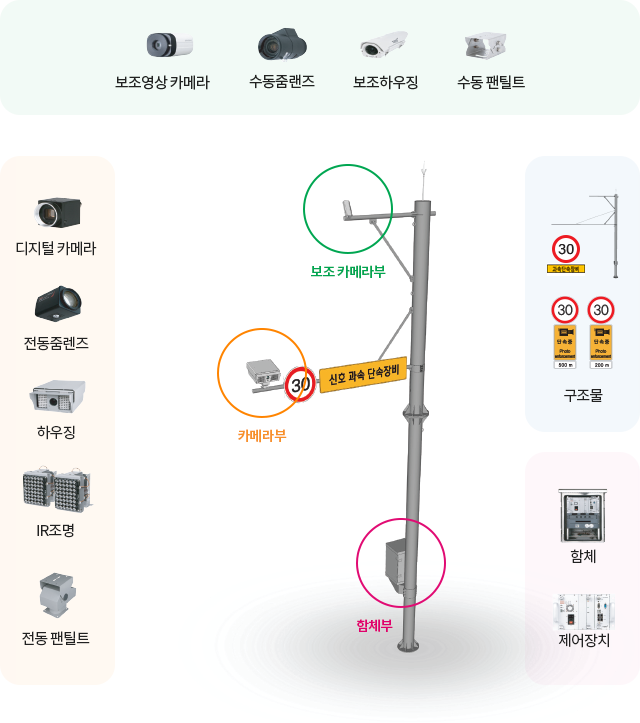 보조영상 카메라
수동줌랜즈
보조하우징
수동 팬틸트
디지털 카메라
전동줌렌즈
하우징
IR조명
전동 팬틸트
보조 카메라부
30
신호 과속 단속장비
카메라부
함체부
30
과속단속장비
30
30
단속중
Photo
enforcement
500 m
단속중
Photo
enforcement
200 m
구조물
함체
제어장치